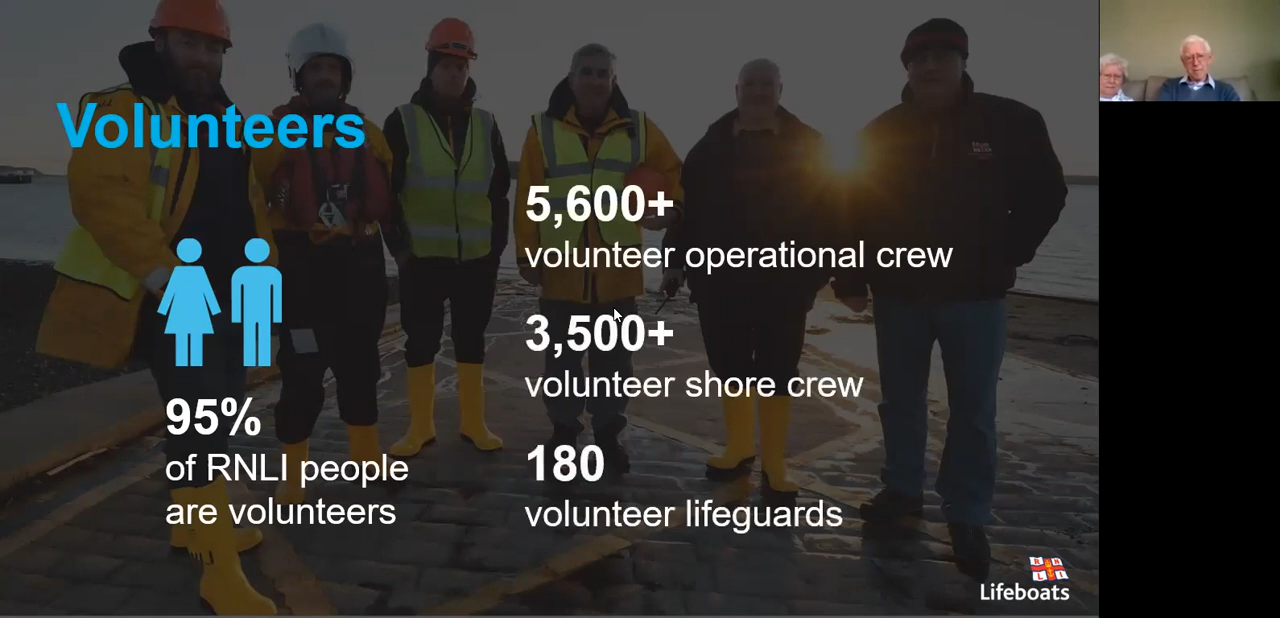 Volunteers
95%
of RNLI people
are volunteers
5,600+
volunteer operational crew
3,500+
volunteer shore crew
180
volunteer lifeguards
RNLI
Lifeboats